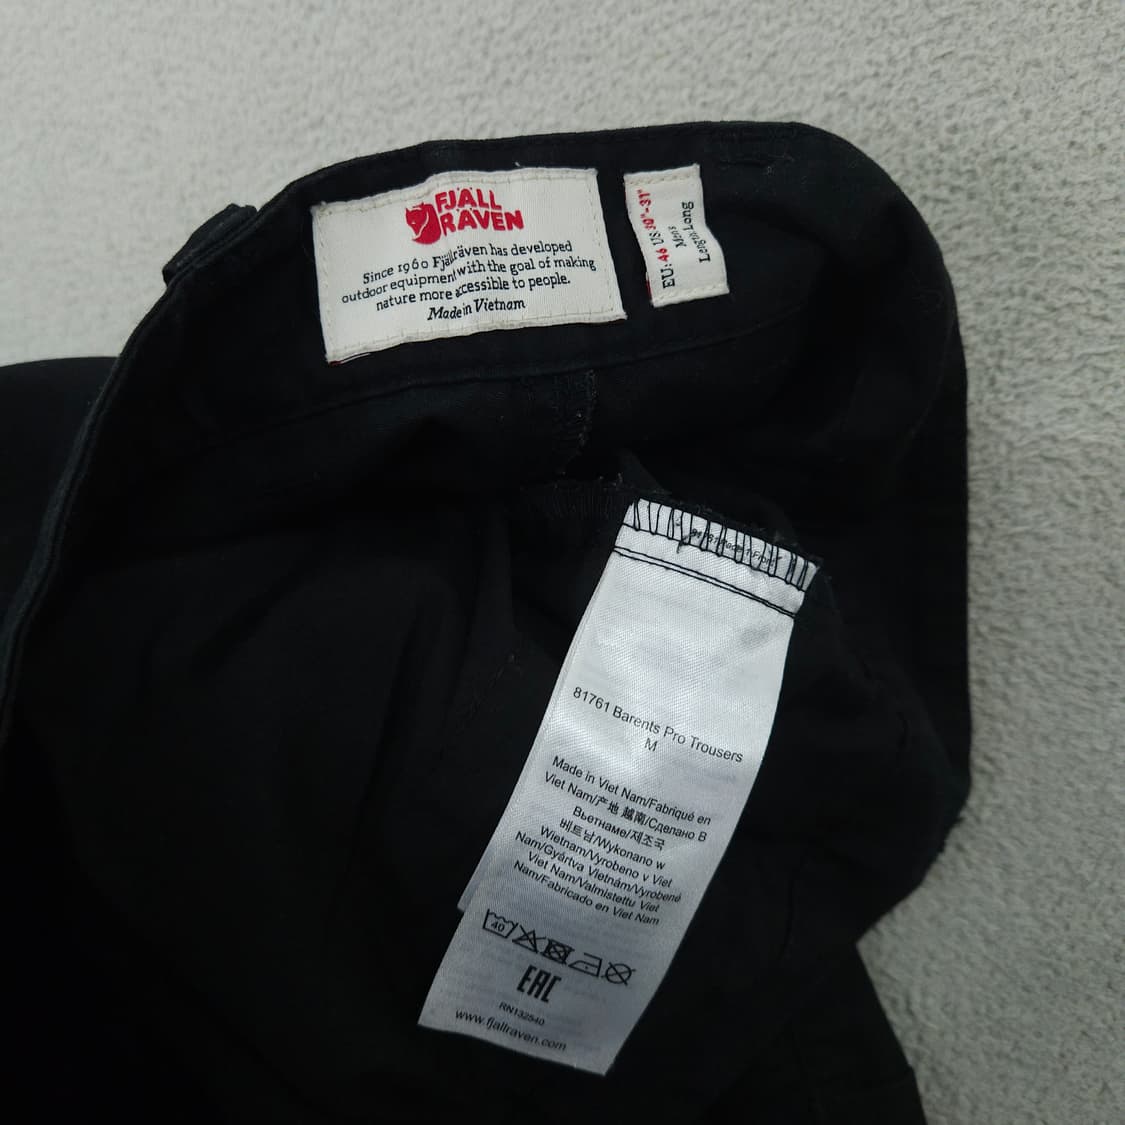 FJÄLL
RÄVEN
Since 1960 Fjällräven has developed
outdoor equipment with the goal of making
nature more accessible to people.
Made in Vietnam
EU: 46 US: 30"-31"
Mens
Length: Long
81761 Barents Pro Trousers
M
Made in Viet Nam/Fabriqué en
Viet Nam/产地 越南/Сделано В
Вьетнаме/제조국
베트남/Wykonano w
Wietnam/Vyrobeno v Viet
Nam/Gyártva Vietnám/Vyrobené
Viet Nam/Valmistettu Viet
Nam/Fabricado en Viet Nam
40
EAC
RN132540
www.fjallraven.com